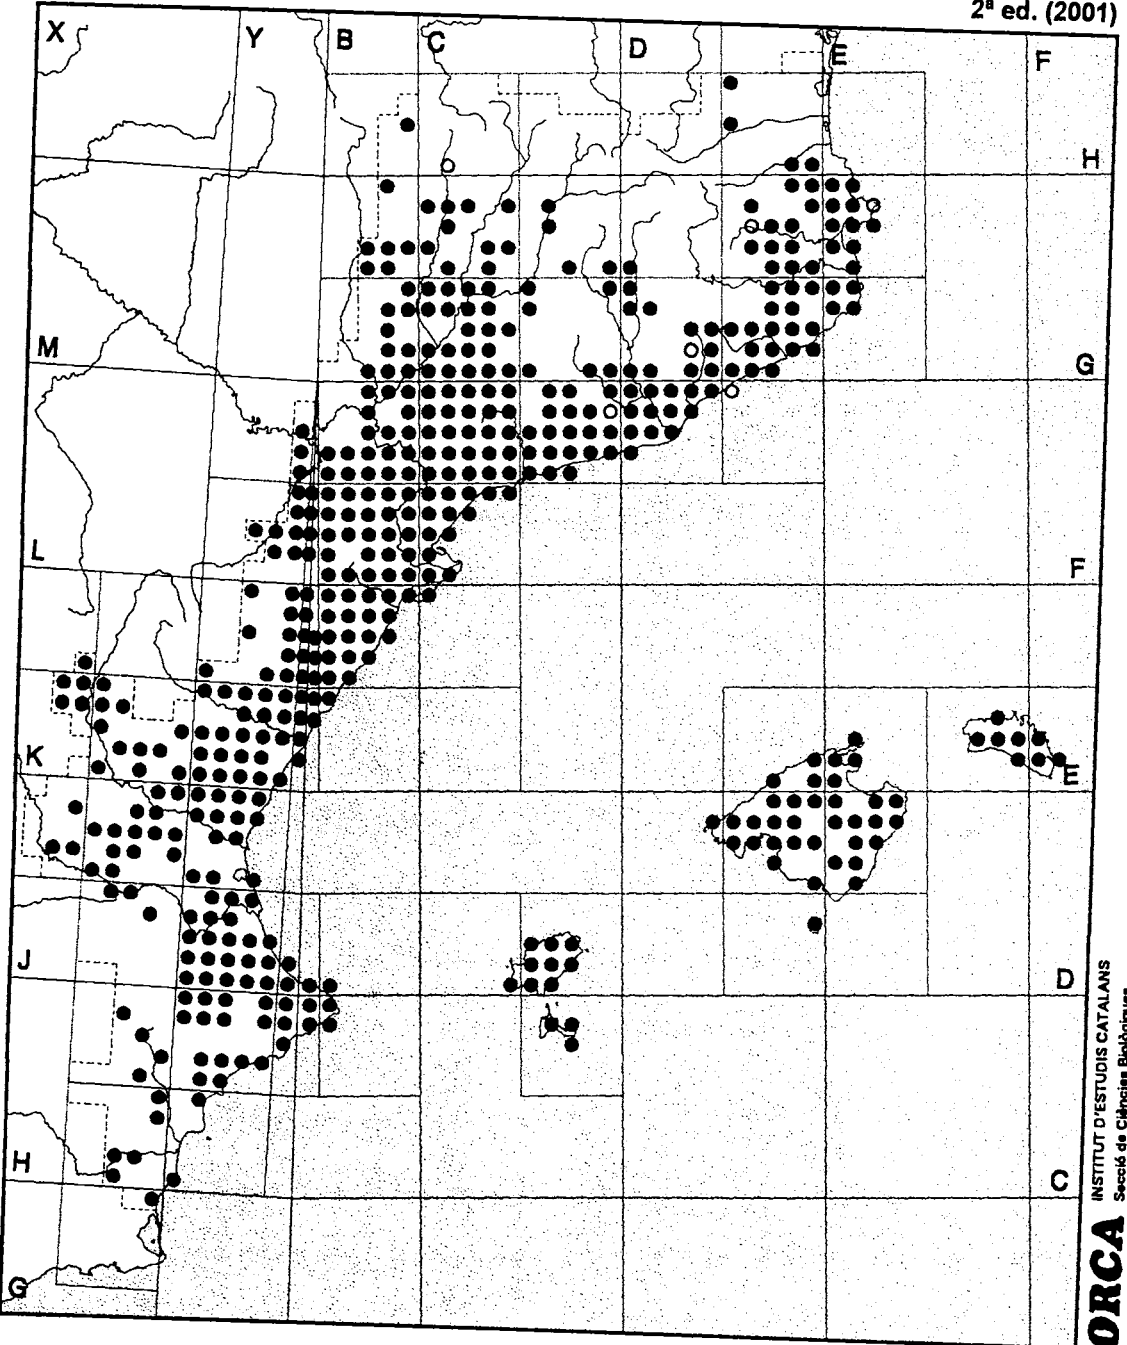 2ª ed. (2001)
X
Y
B
C
D
E
F
H
M
G
L
F
K
E
J
D
H
C
G
ORCA
INSTITUT D'ESTUDIS CATALANS
Secció de Ciències Biològiques